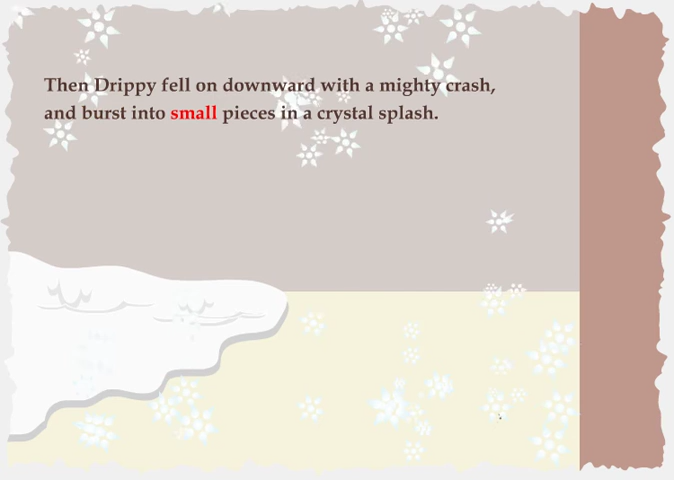 Then Drippy fell on downward with a mighty crash,
and burst into small pieces in a crystal splash.